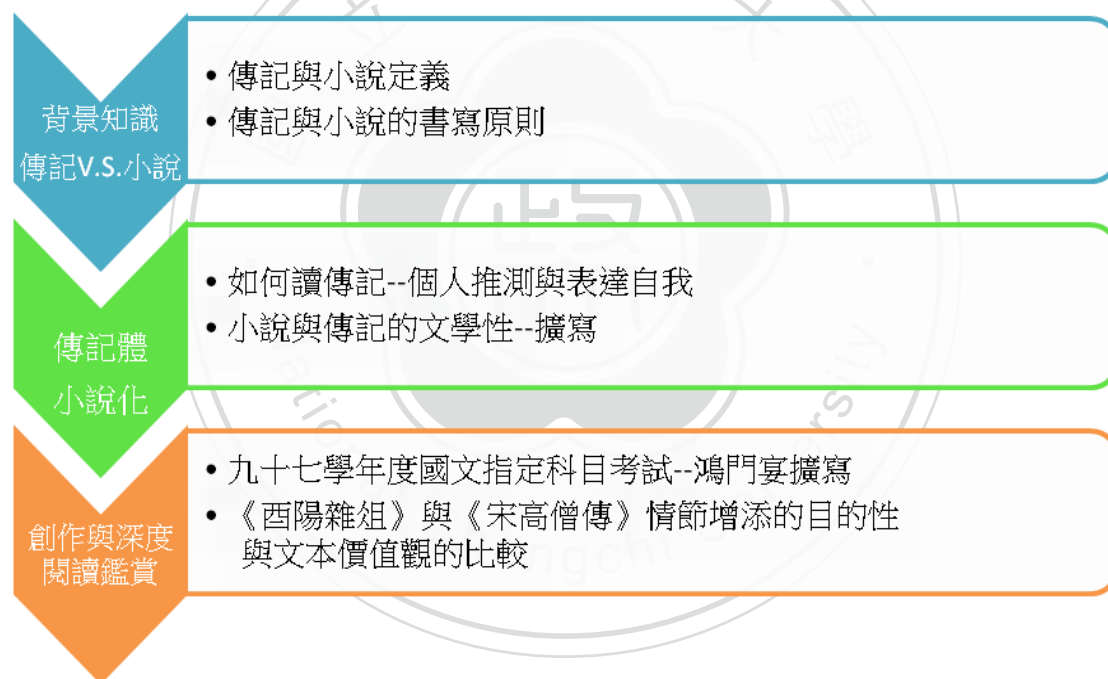 背景知識
傳記V.S.小說
• 傳記與小說定義
• 傳記與小說的書寫原則
傳記體
小說化
• 如何讀傳記--個人推測與表達自我
• 小說與傳記的文學性--擴寫
創作與深度
閱讀鑑賞
• 九十七學年度國文指定科目考試--鴻門宴擴寫
• 《酉陽雜俎》與《宋高僧傳》情節增添的目的性
與文本價值觀的比較